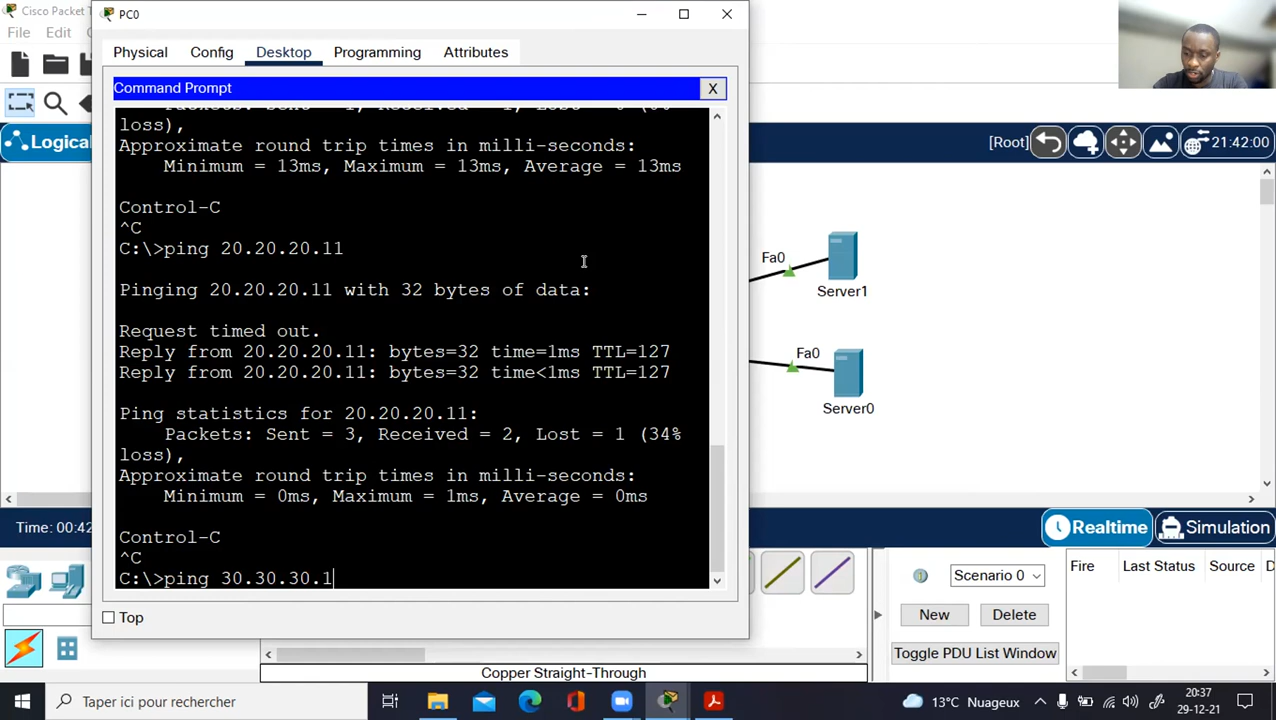 Cisco Packet T
PC0
File Edit
Physical Config Desktop Programming Attributes
Command Prompt X
loss),
Approximate round trip times in milli-seconds:
Minimum = 13ms, Maximum = 13ms, Average = 13ms
Control-C
^C
C:\>ping 20.20.20.11
Pinging 20.20.20.11 with 32 bytes of data:
Request timed out.
Reply from 20.20.20.11: bytes=32 time=1ms TTL=127
Reply from 20.20.20.11: bytes=32 time<1ms TTL=127
Ping statistics for 20.20.20.11:
Packets: Sent = 3, Received = 2, Lost = 1 (34%
loss),
Approximate round trip times in milli-seconds:
Minimum = 0ms, Maximum = 1ms, Average = 0ms
Control-C
^C
C:\>ping 30.30.30.1
Top
Logical
[Root] 21:42:00
Fa0
Server1
Fa0
Server0
Time: 00:42
Realtime Simulation
Scenario 0
New Delete
Toggle PDU List Window
Fire Last Status Source D
Copper Straight-Through
Taper ici pour rechercher
13°C Nuageux
20:37
29-12-21